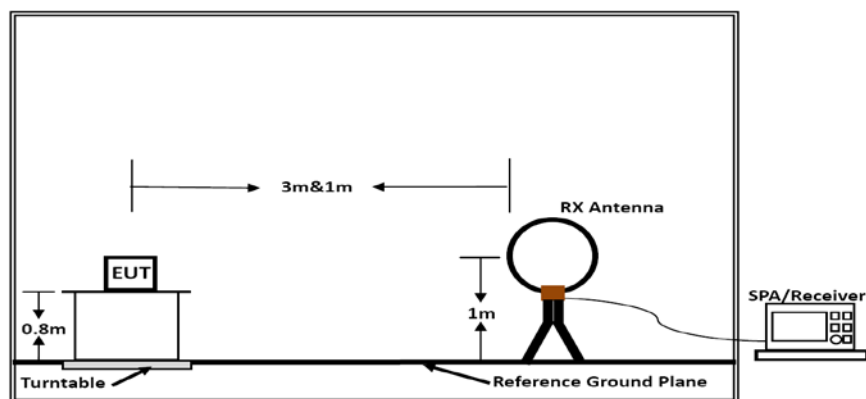 3m&1m
RX Antenna
EUT
SPA/Receiver
0.8m
1m
Turntable
Reference Ground Plane